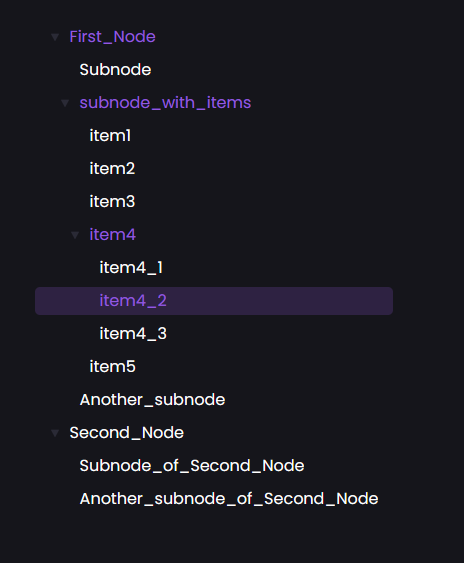 First_Node
Subnode
subnode_with_items
item1
item2
item3
item4
item4_1
item4_2
item4_3
item5
Another_subnode
Second_Node
Subnode_of_Second_Node
Another_subnode_of_Second_Node